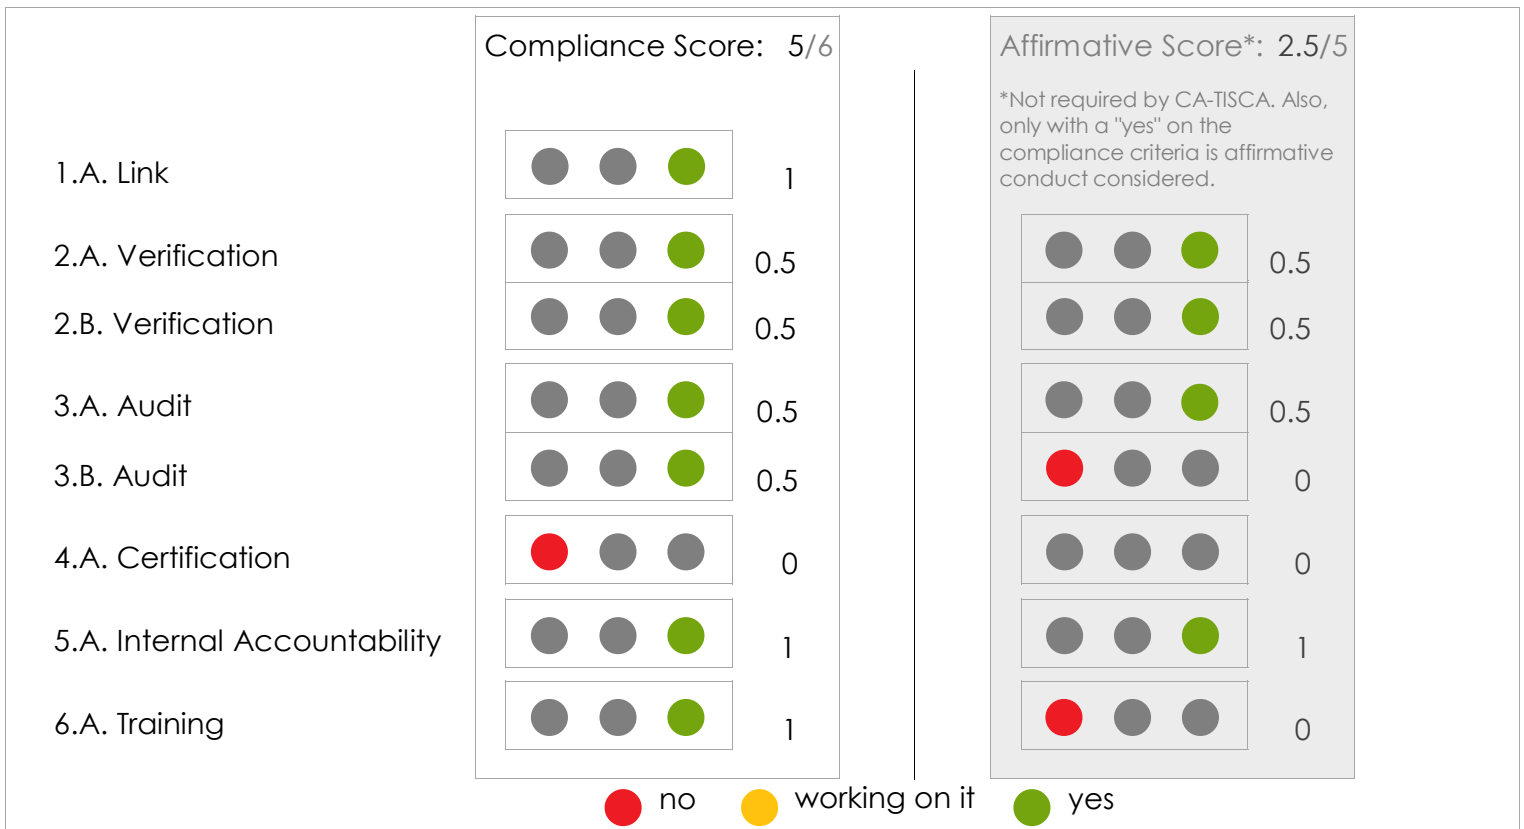 Compliance Score: 5/6
Affirmative Score*: 2.5/5
*Not required by CA-TISCA. Also,
only with a "yes" on the
compliance criteria is affirmative
conduct considered.
1.A. Link 1
2.A. Verification 0.5 0.5
2.B. Verification 0.5 0.5
3.A. Audit 0.5 0.5
3.B. Audit 0.5 0
4.A. Certification 0 0
5.A. Internal Accountability 1 1
6.A. Training 1 0
no working on it yes